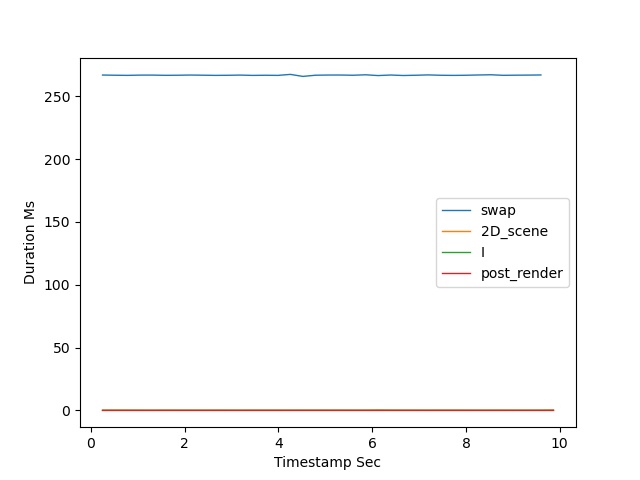 250
200
150
100
50
0
Duration Ms
swap
2D_scene
I
post_render
0 2 4 6 8 10
Timestamp Sec